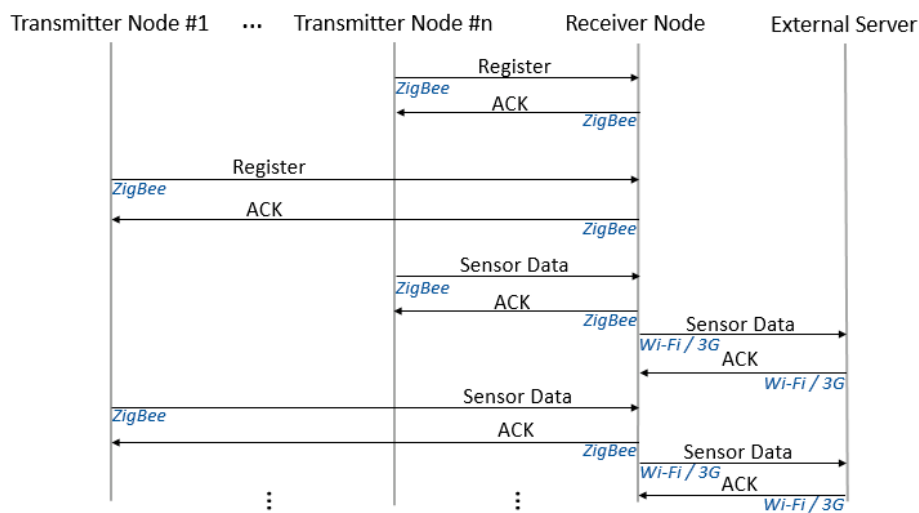 Transmitter Node #1 ... Transmitter Node #n Receiver Node External Server
Register
ZigBee
ACK
ZigBee
Register
ZigBee
ACK
ZigBee
Sensor Data
ZigBee
ACK
ZigBee
Sensor Data
Wi-Fi / 3G
ACK
Wi-Fi / 3G
Sensor Data
ZigBee
ACK
ZigBee
Sensor Data
Wi-Fi / 3G
ACK
Wi-Fi / 3G